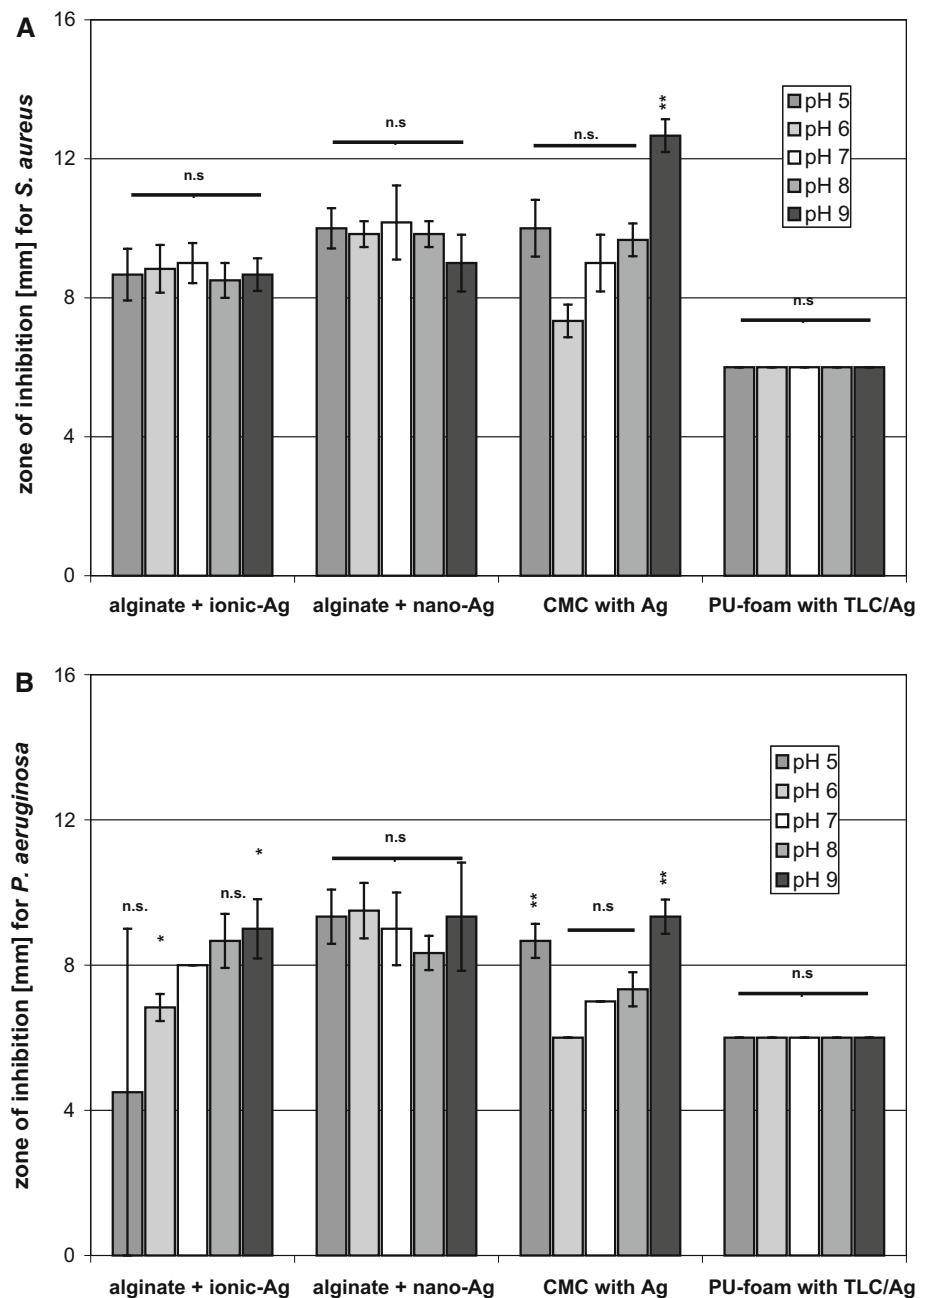 A
zone of inhibition [mm] for S. aureus
16
12
8
4
0
n.s
n.s
n.s.
**
n.s
pH 5
pH 6
pH 7
pH 8
pH 9
alginate + ionic-Ag
alginate + nano-Ag
CMC with Ag
PU-foam with TLC/Ag
B
zone of inhibition [mm] for P. aeruginosa
16
12
8
4
0
n.s.
*
n.s.
*
n.s
**
n.s
**
n.s
pH 5
pH 6
pH 7
pH 8
pH 9
alginate + ionic-Ag
alginate + nano-Ag
CMC with Ag
PU-foam with TLC/Ag